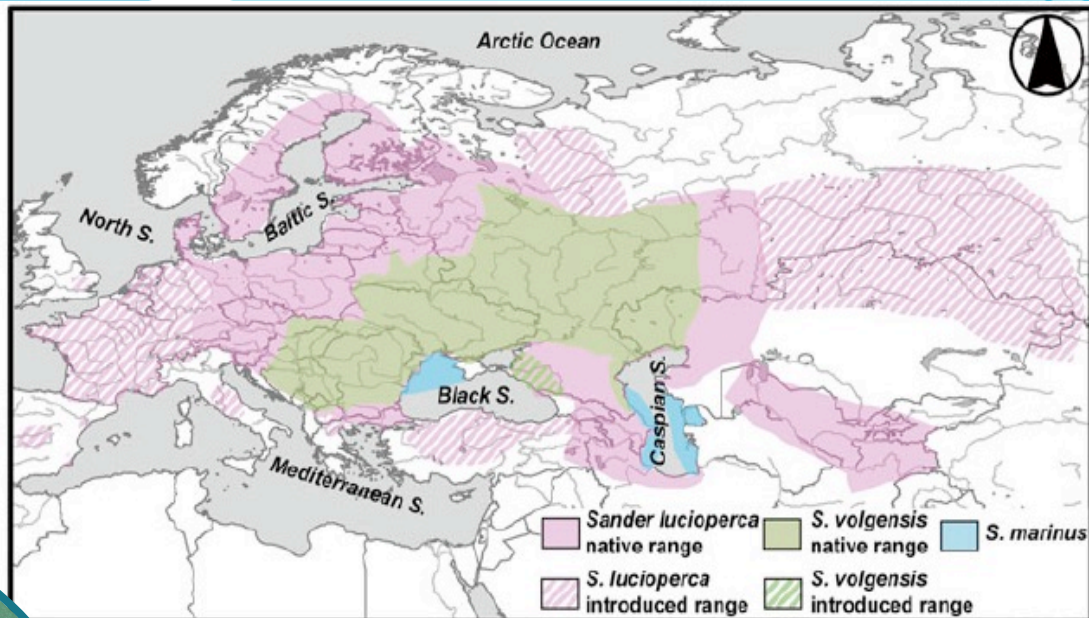 Arctic Ocean
North S.
Baltic S.
Black S.
Caspian S.
Mediterranean S.
Sander lucioperca
native range
S. volgensis
native range
S. marinus
S. lucioperca
introduced range
S. volgensis
introduced range